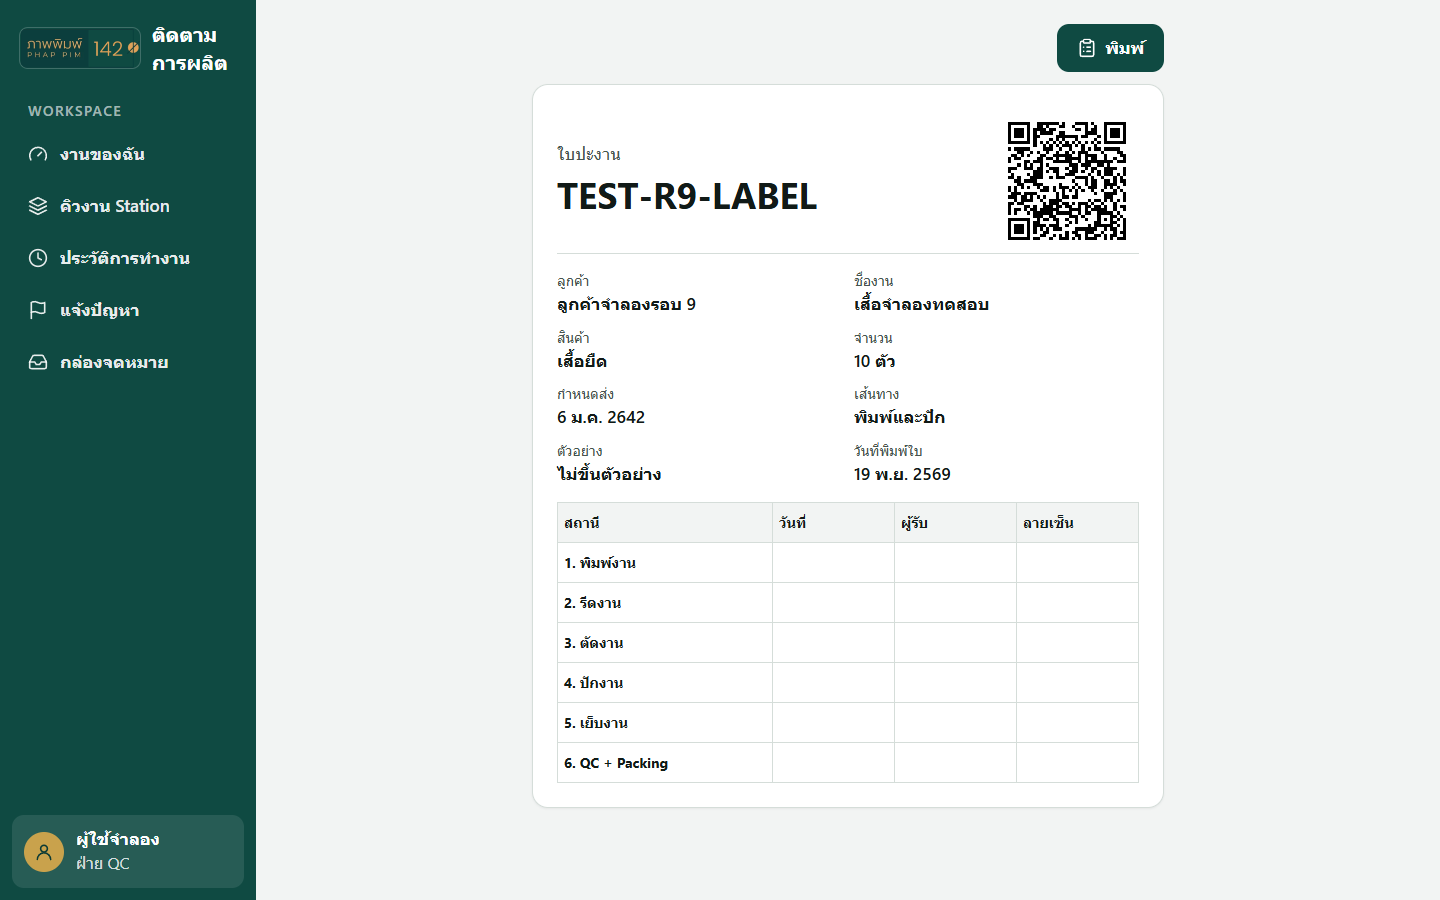 ภาพพิมพ์
PHAP PIM
142
ติดตาม
การผลิต
WORKSPACE
งานของฉัน
คิวงาน Station
ประวัติการทำงาน
แจ้งปัญหา
กล่องจดหมาย
ผู้ใช้จำลอง
ฝ่าย QC
พิมพ์
ใบปะงาน
TEST-R9-LABEL
ลูกค้า
ลูกค้าจำลองรอบ 9
ชื่องาน
เสื้อจำลองทดสอบ
สินค้า
เสื้อยืด
จำนวน
10 ตัว
กำหนดส่ง
6 ม.ค. 2642
เส้นทาง
พิมพ์และปัก
ตัวอย่าง
ไม่ขึ้นตัวอย่าง
วันที่พิมพ์ใบ
19 พ.ย. 2569
สถานี วันที่ ผู้รับ ลายเซ็น
1. พิมพ์งาน
2. รีดงาน
3. ตัดงาน
4. ปักงาน
5. เย็บงาน
6. QC + Packing